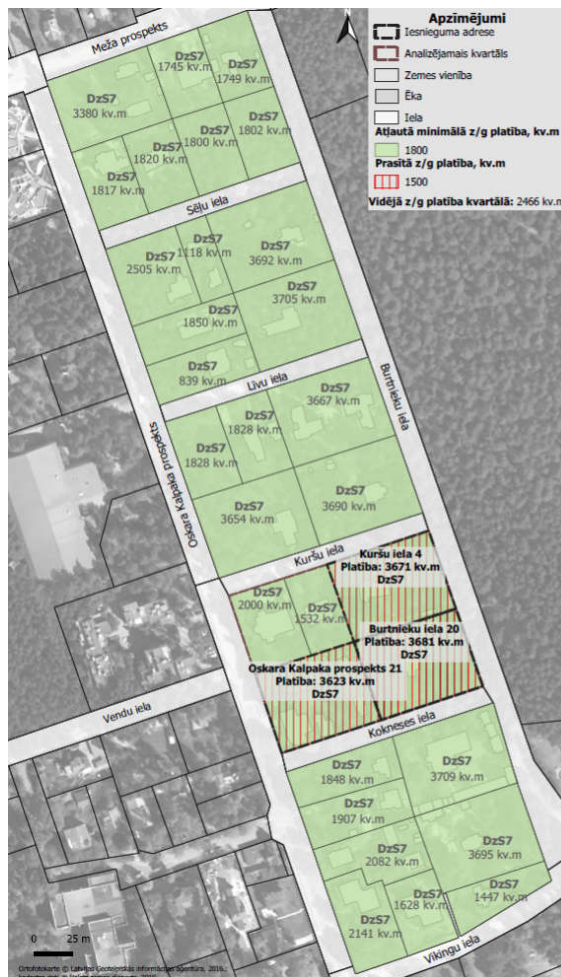 Apzīmējumi
Iesnieguma adrese
Analizējamais kvartāls
Zemes vienība
Ēka
Iela
Atļautā minimālā z/g platība, kv.m
1800
Prasītā z/g platība, kv.m
1500
Vidējā z/g platība kvartālā: 2466 kv.m
Meža prospekts
DzS7
3380 kv.m
DzS7
1745 kv.m
DzS7
1749 kv.m
DzS7
1817 kv.m
DzS7
1820 kv.m
DzS7
1800 kv.m
DzS7
1802 kv.m
Sēļu iela
DzS7
2505 kv.m
DzS7
1118 kv.m
DzS7
3692 kv.m
DzS7
3705 kv.m
DzS7
1850 kv.m
DzS7
839 kv.m
Līvu iela
Burtnieku iela
Oskara Kalpaka prospekts
DzS7
3667 kv.m
DzS7
1828 kv.m
DzS7
1828 kv.m
DzS7
3654 kv.m
DzS7
3690 kv.m
Kuršu iela
Kuršu iela 4
Platība: 3671 kv.m
DzS7
DzS7
2000 kv.m
DzS7
1532 kv.m
Burtnieku iela 20
Platība: 3681 kv.m
DzS7
Oskara Kalpaka prospekts 21
Platība: 3623 kv.m
DzS7
Vendu iela
Kokneses iela
DzS7
1848 kv.m
DzS7
3709 kv.m
DzS7
1907 kv.m
DzS7
2082 kv.m
DzS7
3695 kv.m
DzS7
1447 kv.m
DzS7
1628 kv.m
DzS7
2141 kv.m
Vikingu iela
0 25 m
Ortofotokarte © Latvijas Ģeotelpiskās informācijas aģentūra, 2016.;